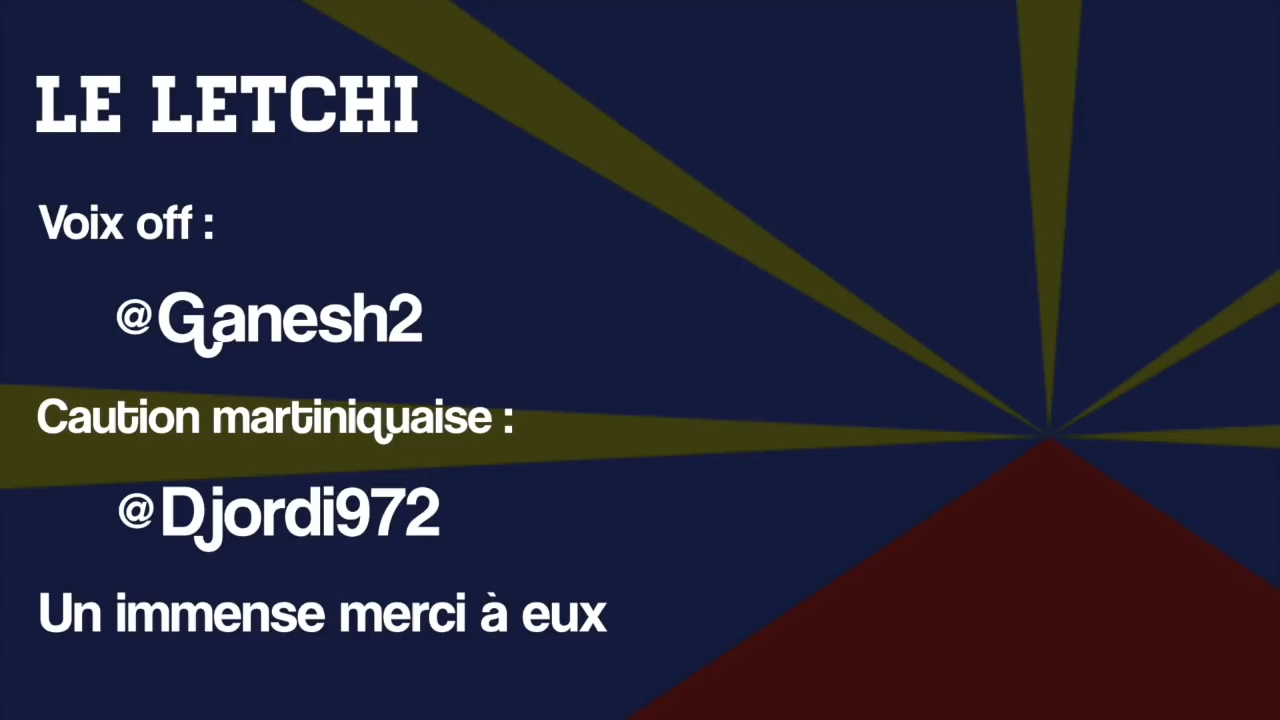 LE LETCHI
Voix off :
@Ganesh2
Caution martiniquaise :
@Djordi972
Un immense merci à eux